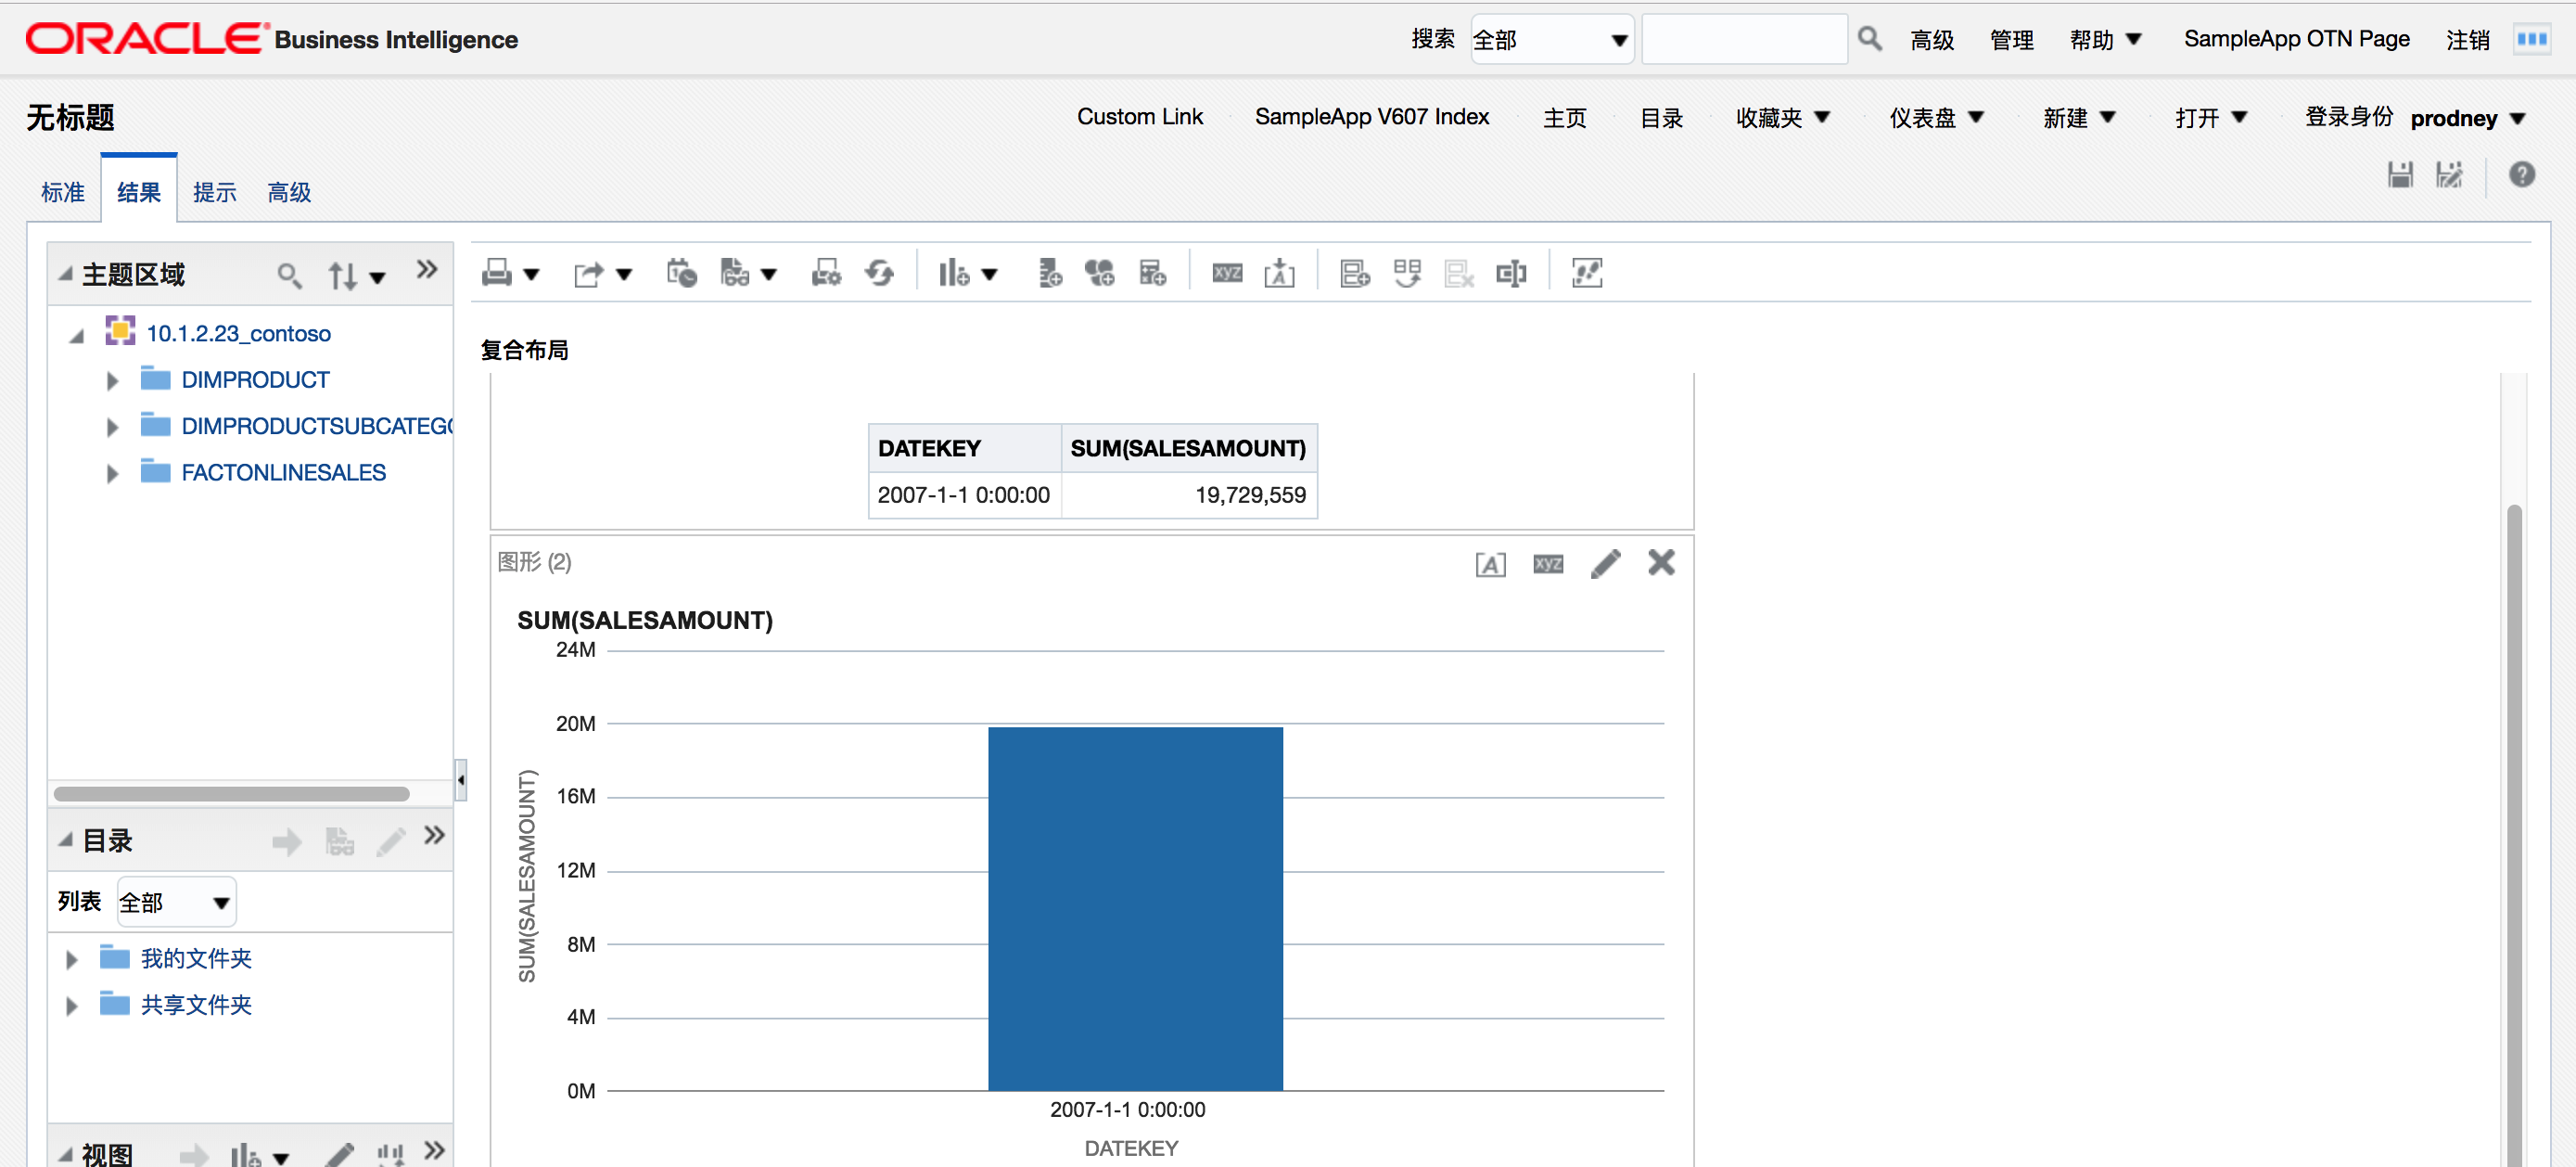 ORACLE Business Intelligence
搜索 全部 高级 管理 帮助 SampleApp OTN Page 注销
无标题
Custom Link SampleApp V607 Index 主页 目录 收藏夹 仪表盘 新建 打开 登录身份 prodney
标准 结果 提示 高级
主题区域
10.1.2.23_contoso
DIMPRODUCT
DIMPRODUCTSUBCATEG
FACTONLINESALES
目录
列表 全部
我的文件夹
共享文件夹
视图
xyz A
复合布局
DATEKEY SUM(SALESAMOUNT)
2007-1-1 0:00:00 19,729,559
图形 (2)
A xyz
SUM(SALESAMOUNT)
24M
20M
16M
12M
8M
4M
0M
SUM(SALESAMOUNT)
2007-1-1 0:00:00
DATEKEY